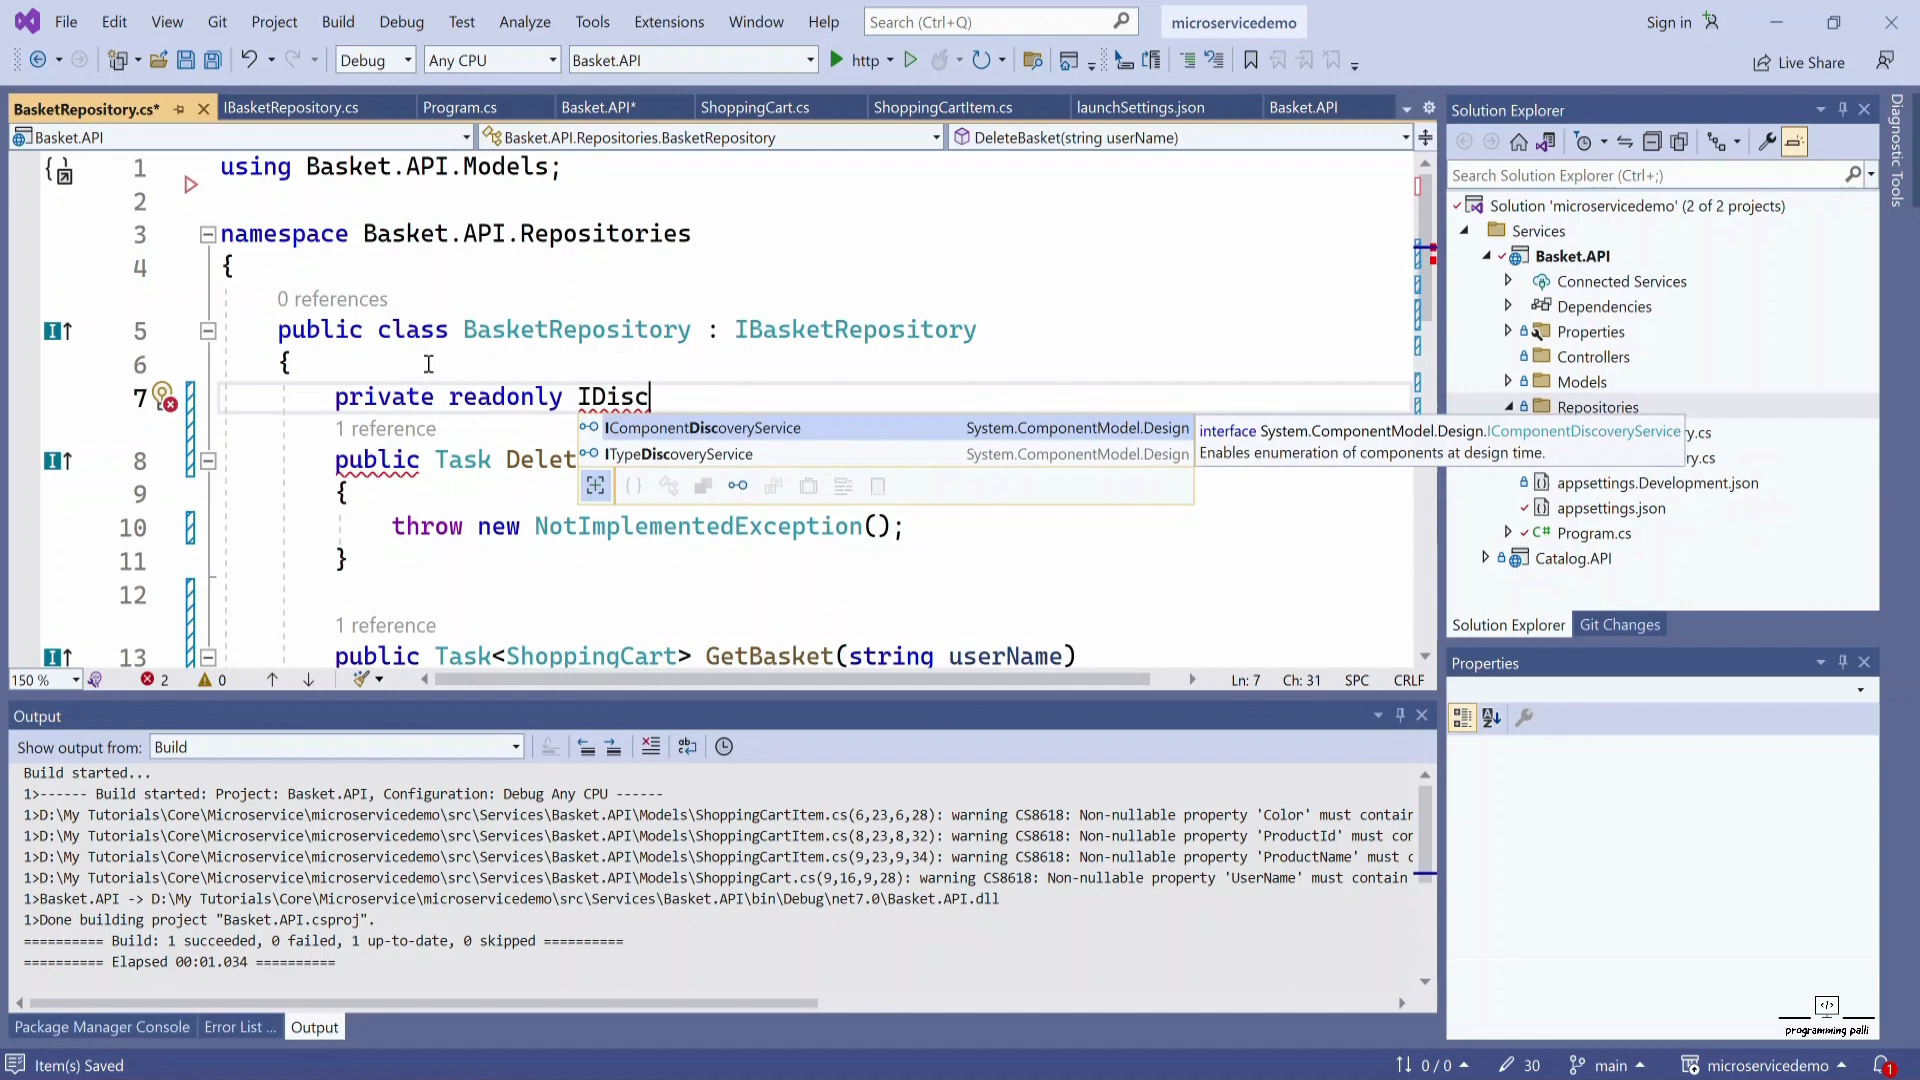 File Edit View Git Project Build Debug Test Analyze Tools Extensions Window Help Search (Ctrl+Q) microservicedemo Sign in
Debug Any CPU Basket.API http Live Share
BasketRepository.cs* IBasketRepository.cs Program.cs Basket.API* ShoppingCart.cs ShoppingCartItem.cs launchSettings.json Basket.API
Basket.API Basket.API.Repositories.BasketRepository DeleteBasket(string userName)
1 using Basket.API.Models;
2
3 namespace Basket.API.Repositories
4 {
0 references
5 public class BasketRepository : IBasketRepository
6 {
7 private readonly IDisc
1 reference
8 public Task Delet
9 {
10 throw new NotImplementedException();
11 }
12
1 reference
13 public Task<ShoppingCart> GetBasket(string userName)
IComponentDiscoveryService System.ComponentModel.Design
ITypeDiscoveryService System.ComponentModel.Design
interface System.ComponentModel.Design.IComponentDiscoveryService
Enables enumeration of components at design time.
150 % 2 0 Ln: 7 Ch: 31 SPC CRLF
Output
Show output from: Build
Build started...
1>------ Build started: Project: Basket.API, Configuration: Debug Any CPU ------
1>D:\My Tutorials\Core\Microservice\microservicedemo\src\Services\Basket.API\Models\ShoppingCartItem.cs(6,23,6,28): warning CS8618: Non-nullable property 'Color' must contain
1>D:\My Tutorials\Core\Microservice\microservicedemo\src\Services\Basket.API\Models\ShoppingCartItem.cs(8,23,8,32): warning CS8618: Non-nullable property 'ProductId' must con
1>D:\My Tutorials\Core\Microservice\microservicedemo\src\Services\Basket.API\Models\ShoppingCartItem.cs(9,23,9,34): warning CS8618: Non-nullable property 'ProductName' must c
1>D:\My Tutorials\Core\Microservice\microservicedemo\src\Services\Basket.API\Models\ShoppingCart.cs(9,16,9,28): warning CS8618: Non-nullable property 'UserName' must contain
1>Basket.API -> D:\My Tutorials\Core\Microservice\microservicedemo\src\Services\Basket.API\bin\Debug\net7.0\Basket.API.dll
1>Done building project "Basket.API.csproj".
========== Build: 1 succeeded, 0 failed, 1 up-to-date, 0 skipped ==========
========== Elapsed 00:01.034 ==========
Package Manager Console Error List ... Output
Solution Explorer
Search Solution Explorer (Ctrl+;)
Solution 'microservicedemo' (2 of 2 projects)
Services
Basket.API
Connected Services
Dependencies
Properties
Controllers
Models
Repositories
ry.cs
ry.cs
appsettings.Development.json
appsettings.json
C# Program.cs
Catalog.API
Solution Explorer Git Changes
Properties
Diagnostic Tools
programming palli
Item(s) Saved 0 / 0 30 main microservicedemo 1